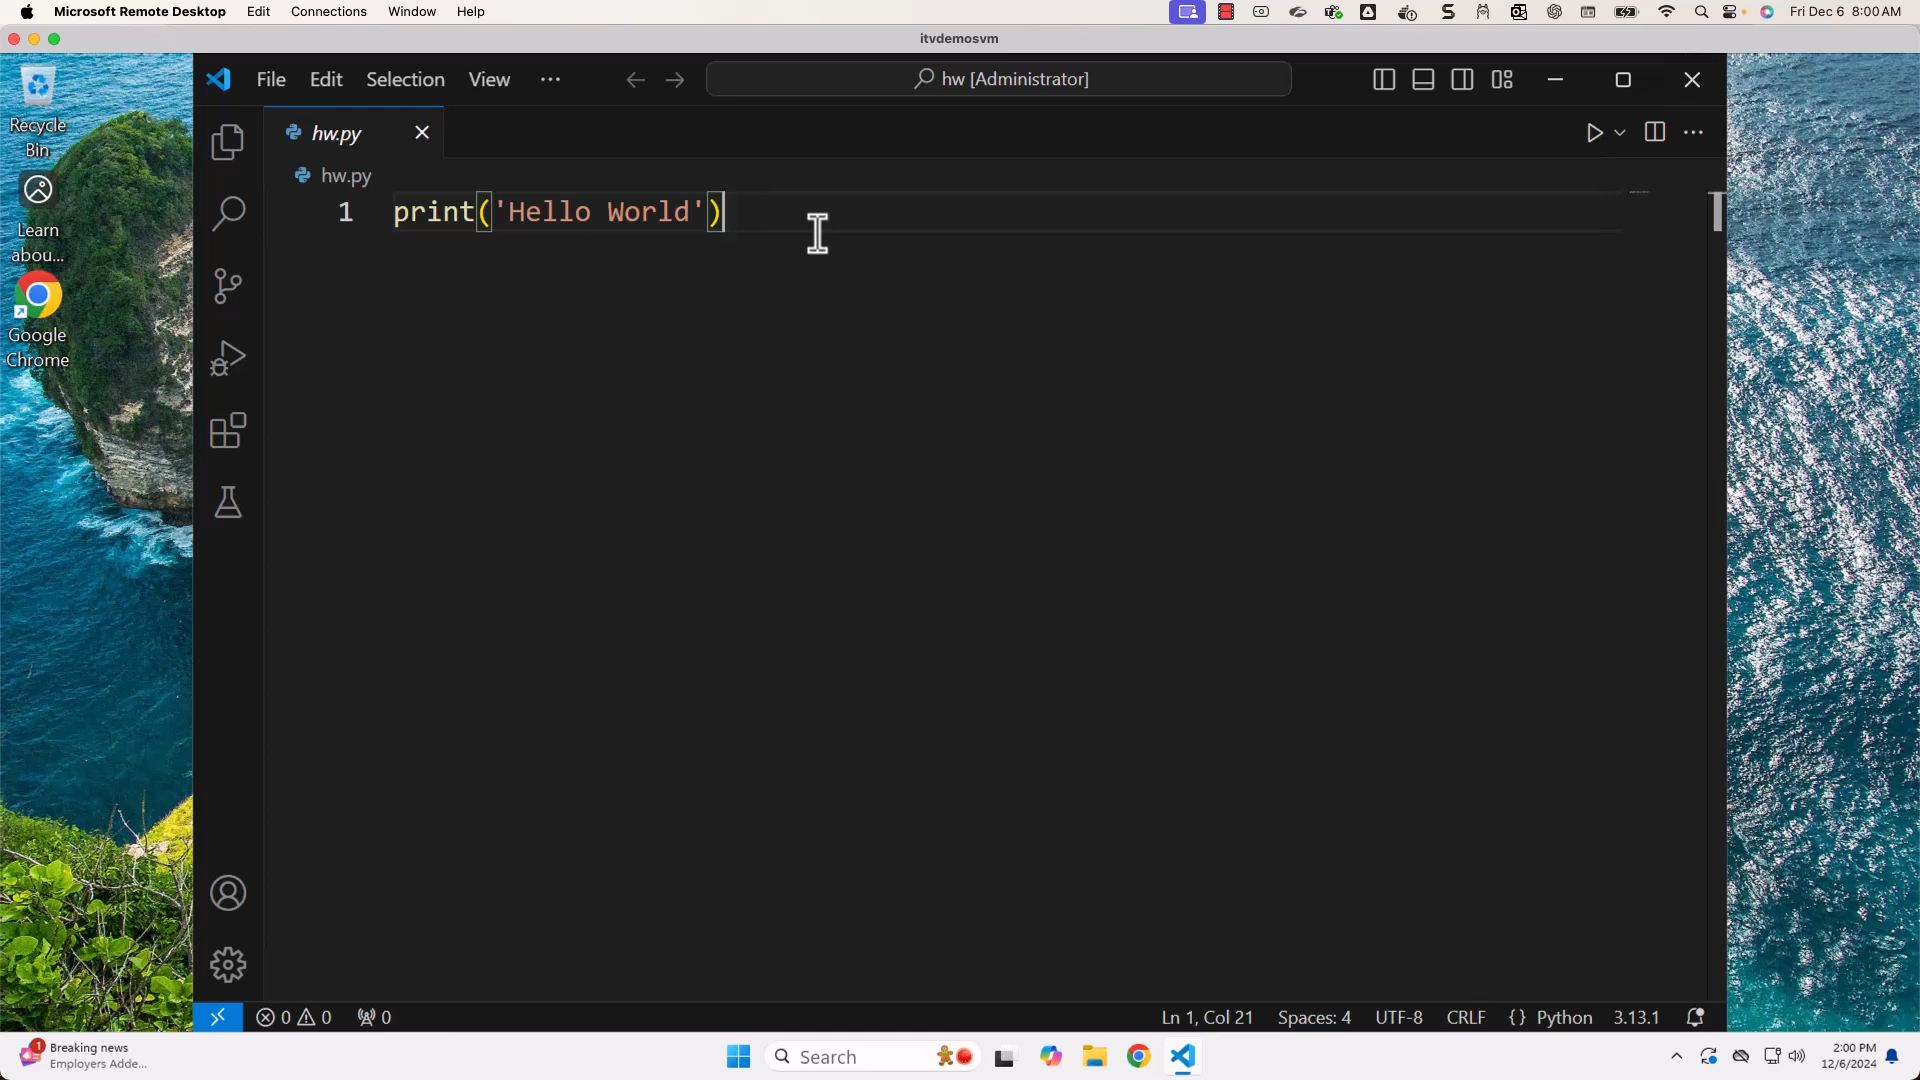 Microsoft Remote Desktop Edit Connections Window Help Fri Dec 6 8:00 AM
itvdemosvm
File Edit Selection View ··· hw [Administrator]
Recycle
Bin
Learn
abou...
Google
Chrome
hw.py
hw.py
1 print('Hello World')
0 0 0 Ln 1, Col 21 Spaces: 4 UTF-8 CRLF {} Python 3.13.1
1 Breaking news
Employers Adde...
Search
2:00 PM
12/6/2024